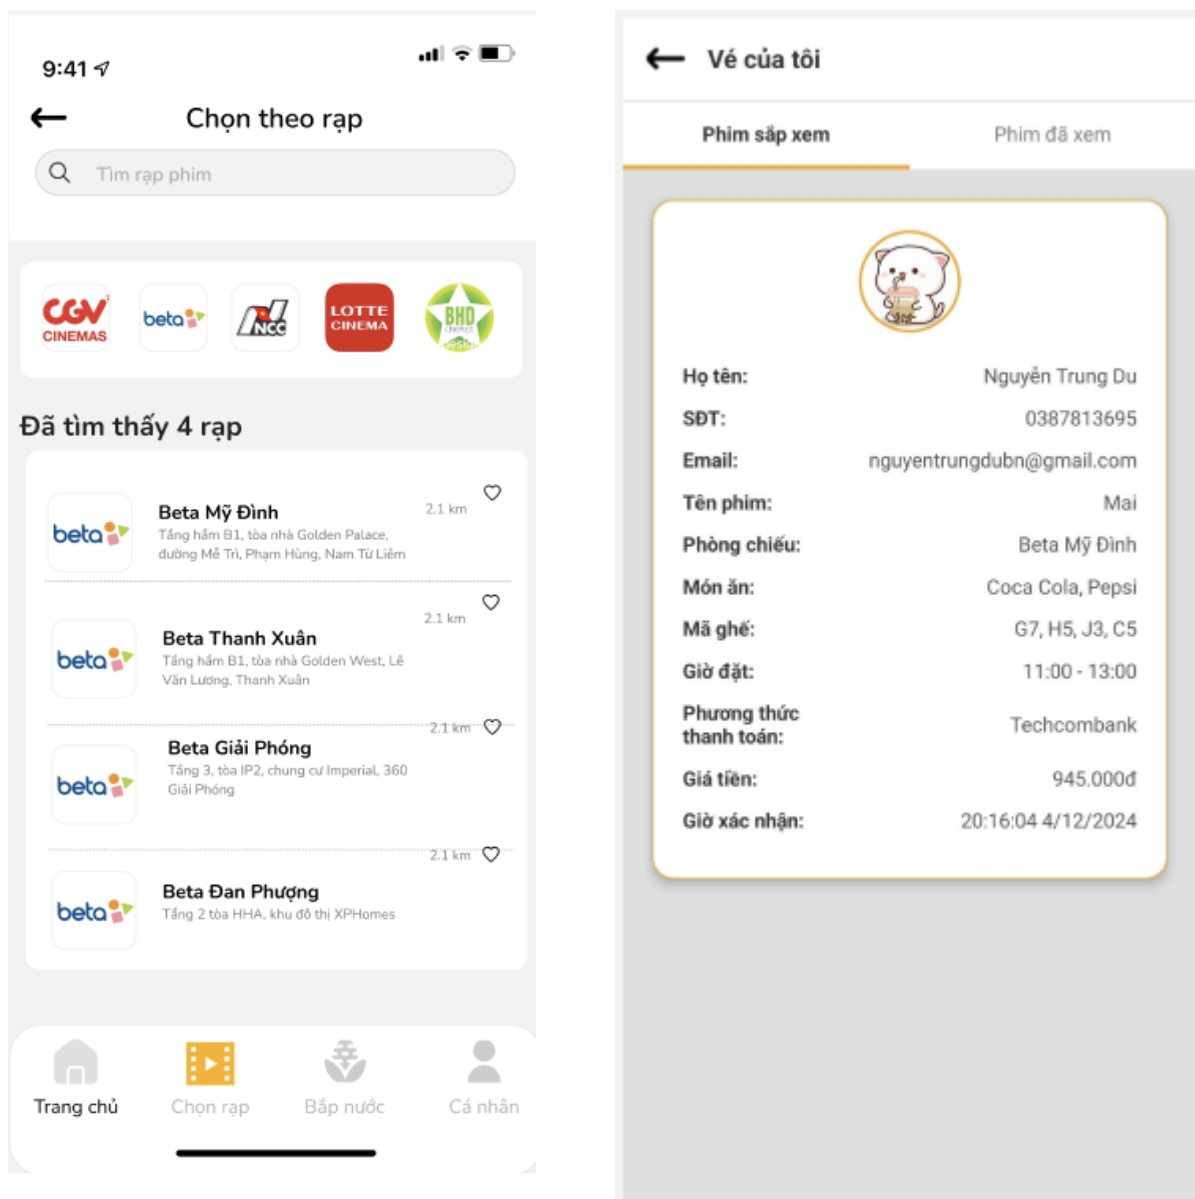 9:41
Chọn theo rạp
Tìm rạp phim
CGV
CINEMAS
beta
NCC
LOTTE
CINEMA
BHD
Đã tìm thấy 4 rạp
beta
Beta Mỹ Đình
2.1 km
Tầng hầm B1, tòa nhà Golden Palace,
đường Mễ Trì, Phạm Hùng, Nam Từ Liêm
beta
Beta Thanh Xuân
2.1 km
Tầng hầm B1, tòa nhà Golden West, Lê
Văn Lương, Thanh Xuân
beta
Beta Giải Phóng
2.1 km
Tầng 3, tòa IP2, chung cư Imperial, 360
Giải Phóng
beta
Beta Đan Phượng
2.1 km
Tầng 2 tòa HHA, khu đô thị XPHomes
Trang chủ
Chọn rạp
Bắp nước
Cá nhân
Vé của tôi
Phim sắp xem
Phim đã xem
Họ tên: Nguyễn Trung Du
SĐT: 0387813695
Email: nguyentrungdubn@gmail.com
Tên phim: Mai
Phòng chiếu: Beta Mỹ Đình
Món ăn: Coca Cola, Pepsi
Mã ghế: G7, H5, J3, C5
Giờ đặt: 11:00 - 13:00
Phương thức
thanh toán: Techcombank
Giá tiền: 945.000đ
Giờ xác nhận: 20:16:04 4/12/2024